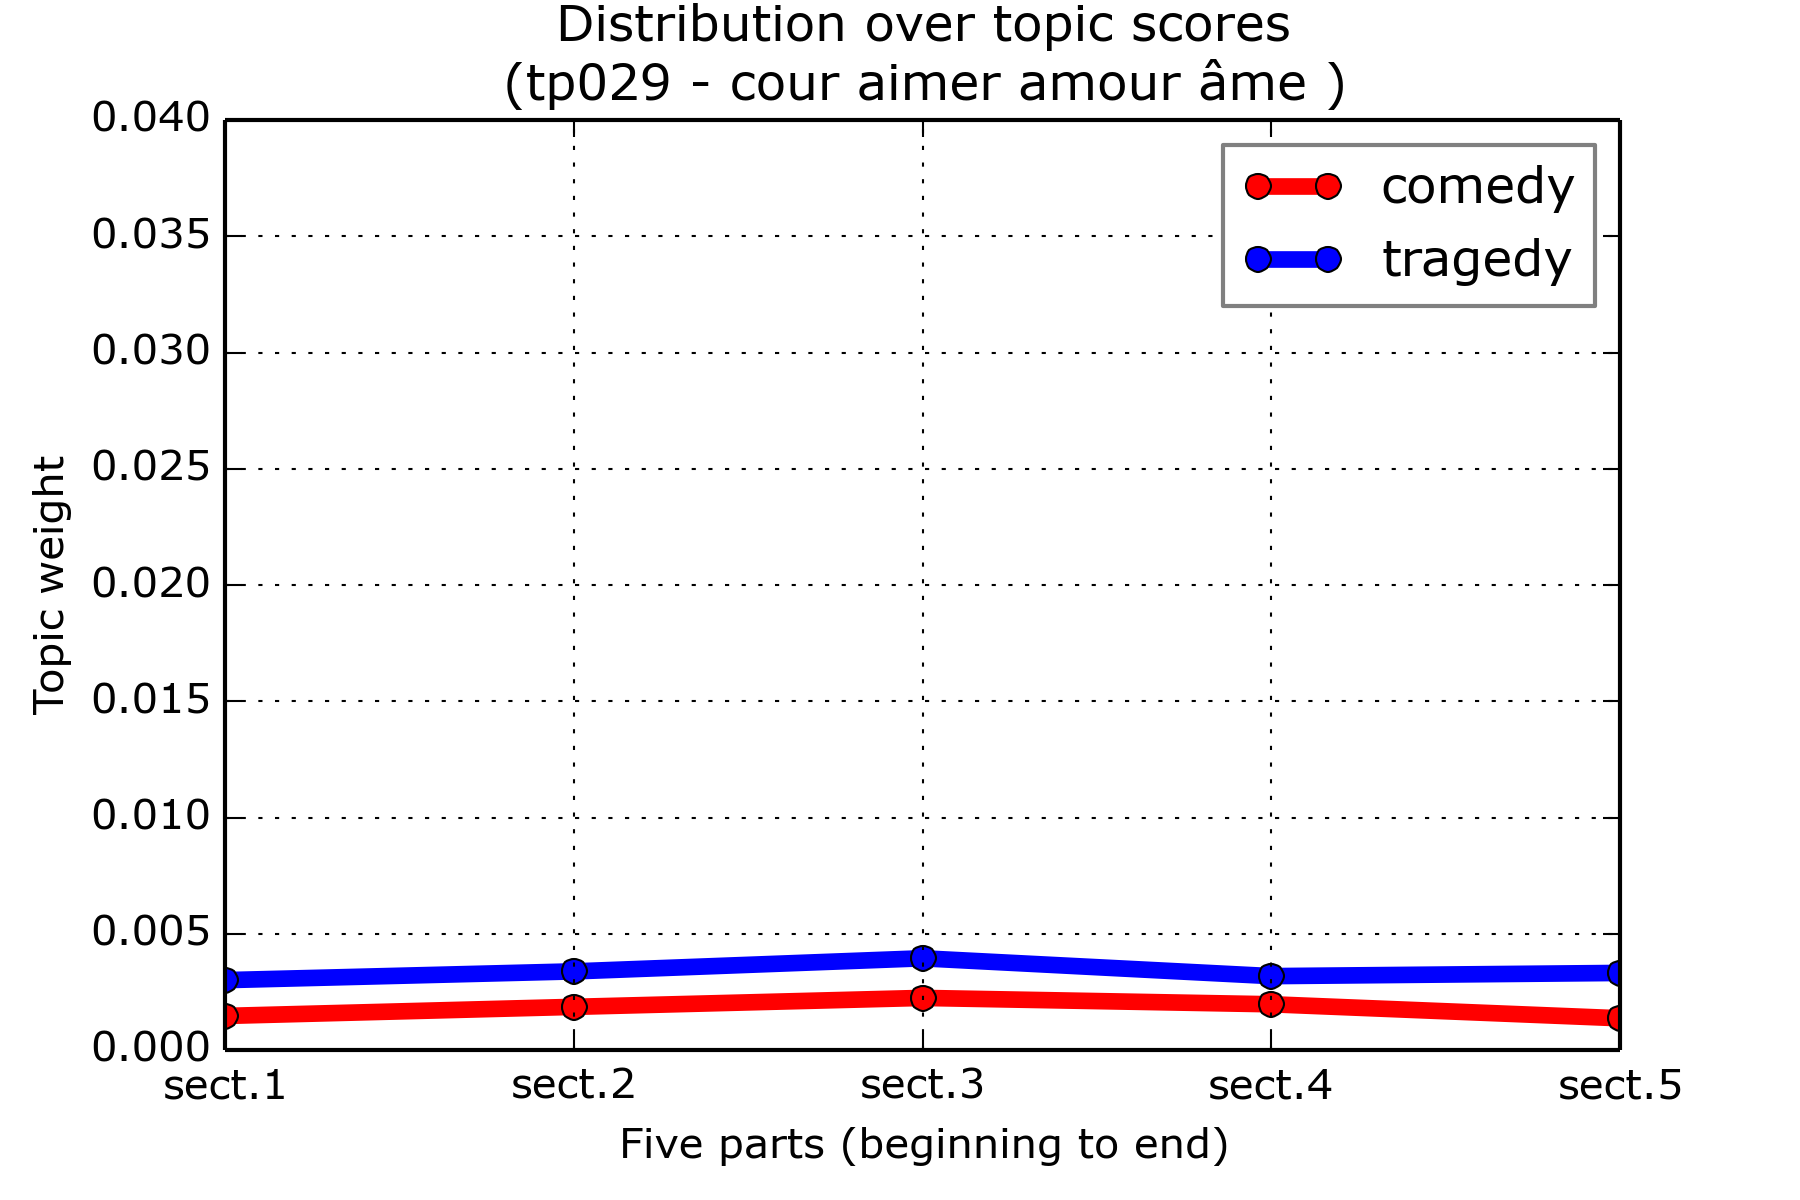 Distribution over topic scores
(tp029 - cour aimer amour âme )
0.040
0.035
0.030
0.025
0.020
0.015
0.010
0.005
0.000
Topic weight
comedy
tragedy
sect.1 sect.2 sect.3 sect.4 sect.5
Five parts (beginning to end)